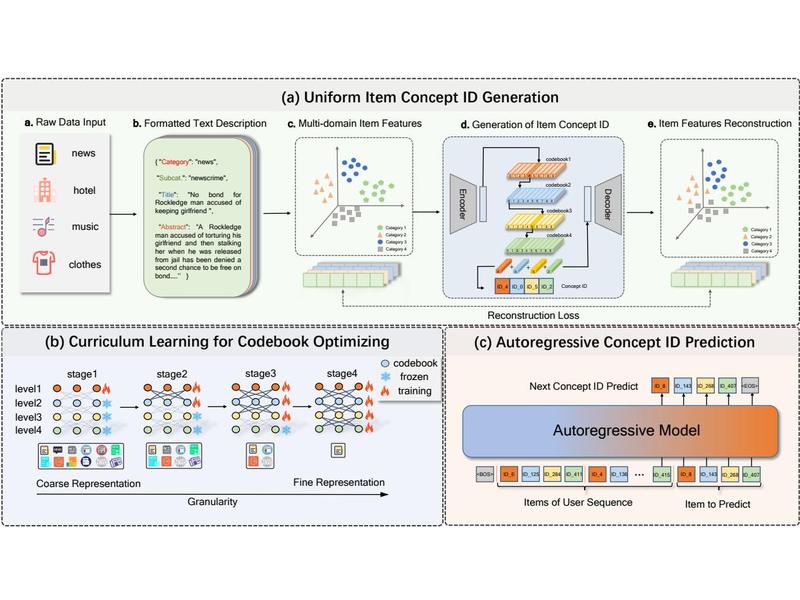 (a) Uniform Item Concept ID Generation
a. Raw Data Input
b. Formatted Text Description
c. Multi-domain Item Features
d. Generation of Item Concept ID
e. Item Features Reconstruction
news
hotel
music
clothes
{"Category": "news",
"Subcat.": "newscrime",
"Title": "No bond for
Rockledge man accused of
keeping girlfriend ",
"Abstract": "A Rockledge
man accused of torturing his
girlfriend and then stalking
her when he was released
from jail has been denied a
second chance to be free on
bond...." }
Category 1
Category 2
Category 3
Category 4
Encoder
codebook1
codebook2
codebook3
codebook4
Decoder
ID_4 ID_0 ID_5 ID_2
Concept ID
Category 1
Category 2
Category 3
Category 4
Reconstruction Loss
(b) Curriculum Learning for Codebook Optimizing
stage1 stage2 stage3 stage4
codebook
frozen
training
level1
level2
level3
level4
Coarse Representation
Fine Representation
Granularity
(c) Autoregressive Concept ID Prediction
Next Concept ID Predict
ID_8 ID_143 ID_268 ID_407 <EOS>
Autoregressive Model
<BOS> ID_6 ID_125 ID_284 ID_411 ID_4 ID_136 ... ID_415 ID_8 ID_143 ID_268 ID_407
Items of User Sequence
Item to Predict